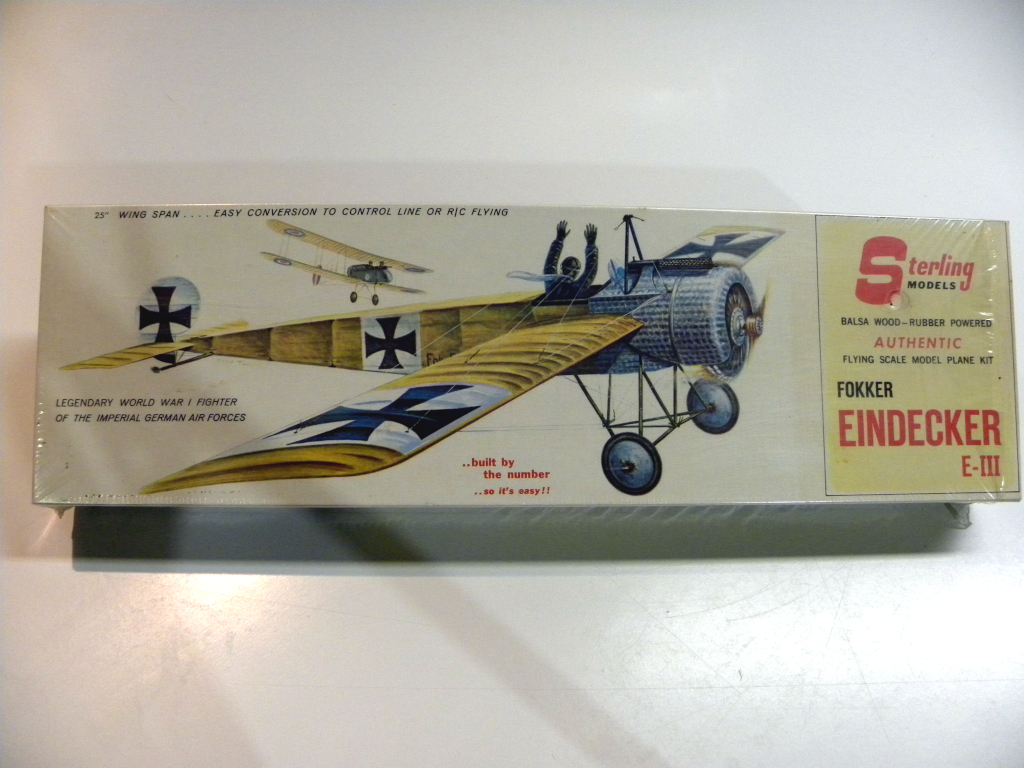 25" WING SPAN . . . . EASY CONVERSION TO CONTROL LINE OR R/C FLYING
LEGENDARY WORLD WAR I FIGHTER
OF THE IMPERIAL GERMAN AIR FORCES
..built by
the number
..so it's easy!!
Sterling
MODELS
BALSA WOOD-RUBBER POWERED
AUTHENTIC
FLYING SCALE MODEL PLANE KIT
FOKKER
EINDECKER
E-III